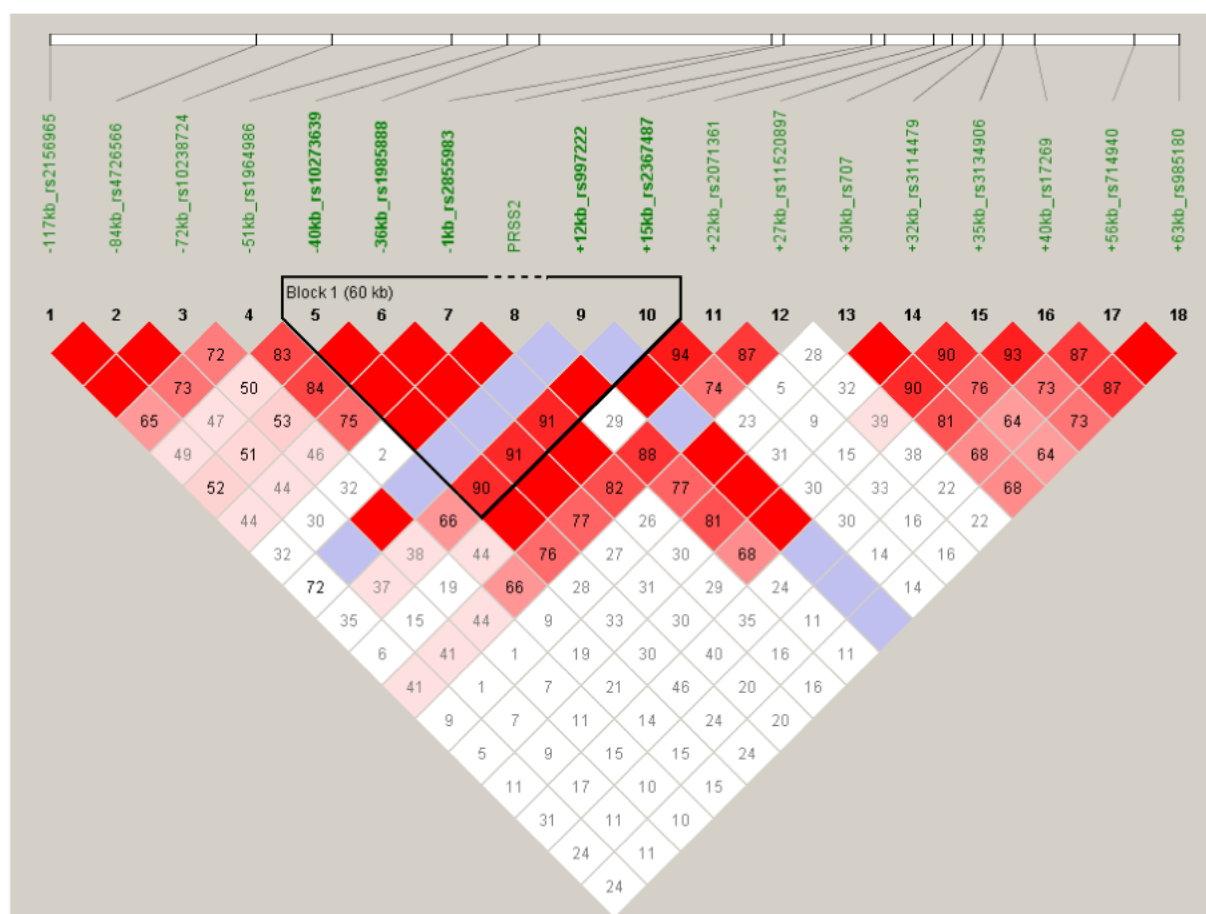 -117kb_rs2156965
-84kb_rs4726566
-72kb_rs10238724
-51kb_rs1964986
-40kb_rs10273639
-36kb_rs1985888
-1kb_rs2855983
PRSS2
+12kb_rs997222
+15kb_rs2367487
+22kb_rs2071361
+27kb_rs11520897
+30kb_rs707
+32kb_rs3114479
+35kb_rs3134906
+40kb_rs17269
+56kb_rs714940
+63kb_rs985180
Block 1 (60 kb)
1 2 3 4 5 6 7 8 9 10 11 12 13 14 15 16 17 18
72 83 94 87 28 90 93 87
73 50 84 74 5 32 90 76 73 87
65 47 53 75 91 29 23 9 39 81 64 73
49 51 46 2 91 88 31 15 38 68 64
52 44 32 90 82 77 30 33 22 68
44 30 66 77 26 81 30 16 22
32 38 44 76 27 30 68 14 16
72 37 19 66 28 31 29 24 14
35 15 44 9 33 30 35 11
6 41 1 19 30 40 16 11
41 1 7 21 46 20 16
9 7 11 14 24 20
5 9 15 15 24
11 17 10 15
31 11 10
24 11
24